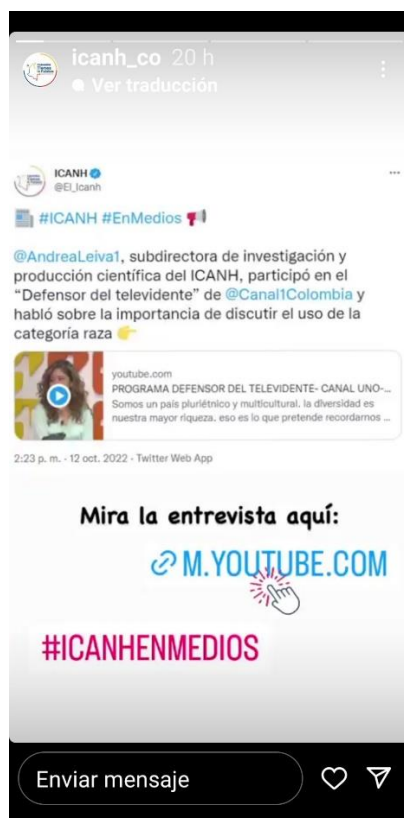 icanh_co 20 h
Ver traducción
ICANH
@El_Icanh
#ICANH #EnMedios
@AndreaLeiva1, subdirectora de investigación y
producción científica del ICANH, participó en el
“Defensor del televidente” de @Canal1Colombia y
habló sobre la importancia de discutir el uso de la
categoría raza
youtube.com
PROGRAMA DEFENSOR DEL TELEVIDENTE- CANAL UNO-...
Somos un país pluriétnico y multicultural, la diversidad es
nuestra mayor riqueza, eso es lo que pretende recordarnos ...
2:23 p. m. · 12 oct. 2022 · Twitter Web App
Mira la entrevista aquí:
M.YOUTUBE.COM
#ICANHENMEDIOS
Enviar mensaje